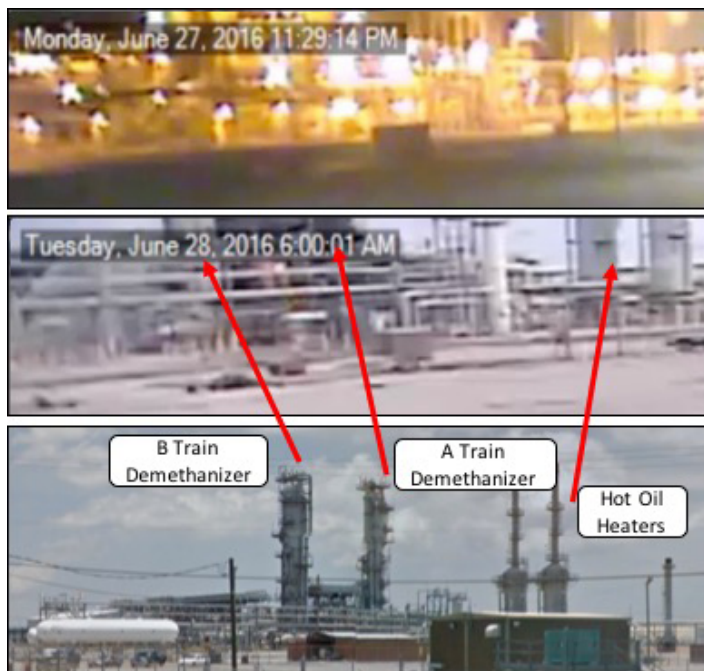 Monday, June 27, 2016 11:29:14 PM
Tuesday, June 28, 2016 6:00:01 AM
B Train
Demethanizer
A Train
Demethanizer
Hot Oil
Heaters